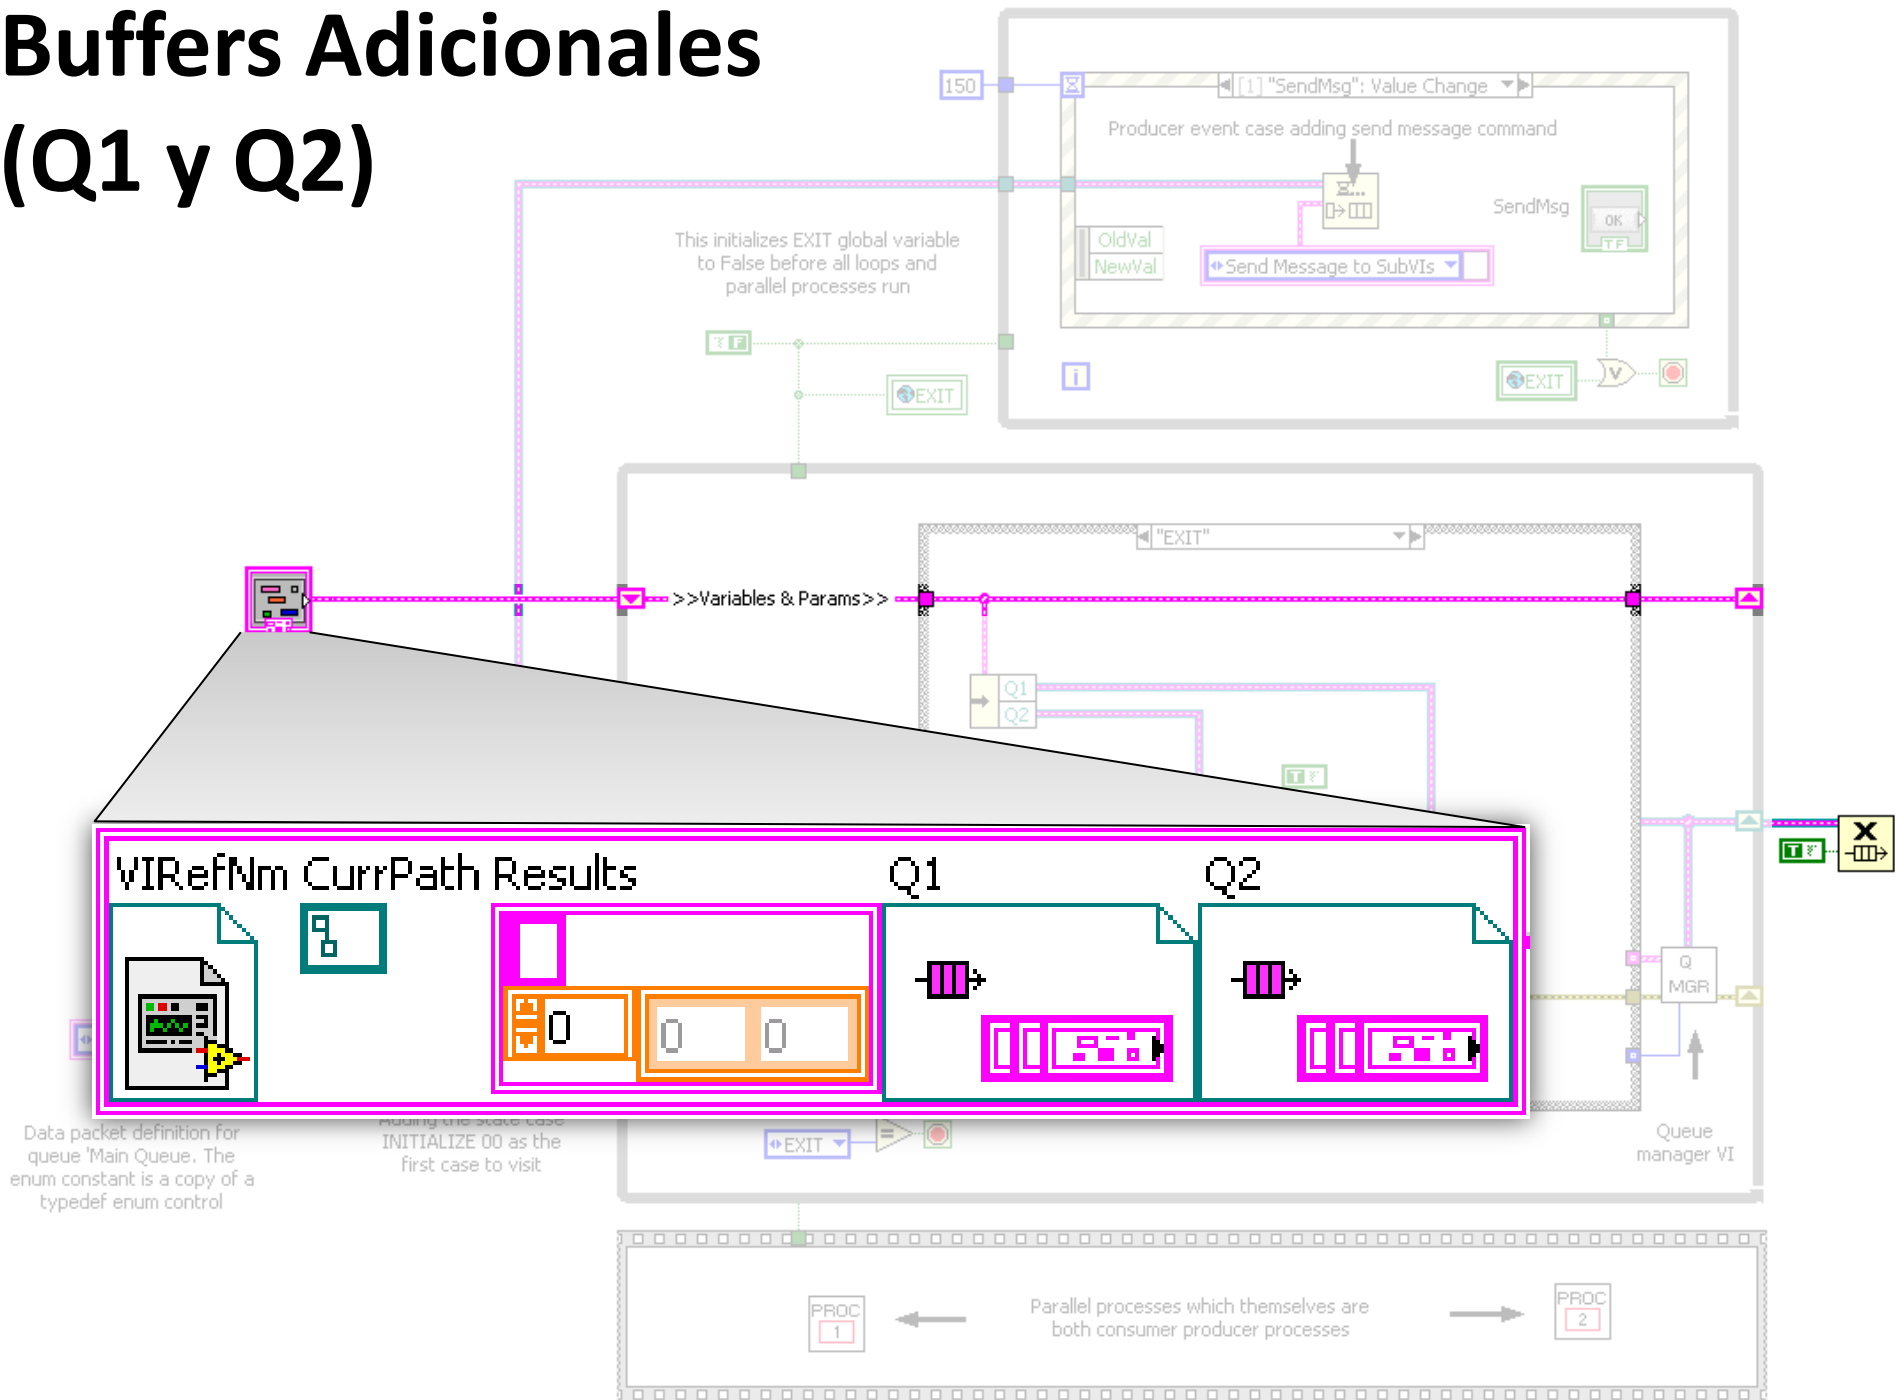 Buffers Adicionales
(Q1 y Q2)
150
[1] "SendMsg": Value Change
Producer event case adding send message command
SendMsg
OK
TF
OldVal
NewVal
Send Message to SubVIs
This initializes EXIT global variable
to False before all loops and
parallel processes run
F
EXIT
i
EXIT
V
"EXIT"
>>Variables & Params>>
Q1
Q2
T
T
VIRefNm CurrPath Results Q1 Q2
0
0 0
Q
MGR
Data packet definition for
queue 'Main Queue. The
enum constant is a copy of a
typedef enum control
Adding the state case
INITIALIZE 00 as the
first case to visit
EXIT
=
Queue
manager VI
PROC
1
Parallel processes which themselves are
both consumer producer processes
PROC
2